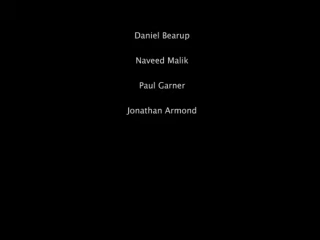 Daniel Bearup
Naveed Malik
Paul Garner
Jonathan Armond